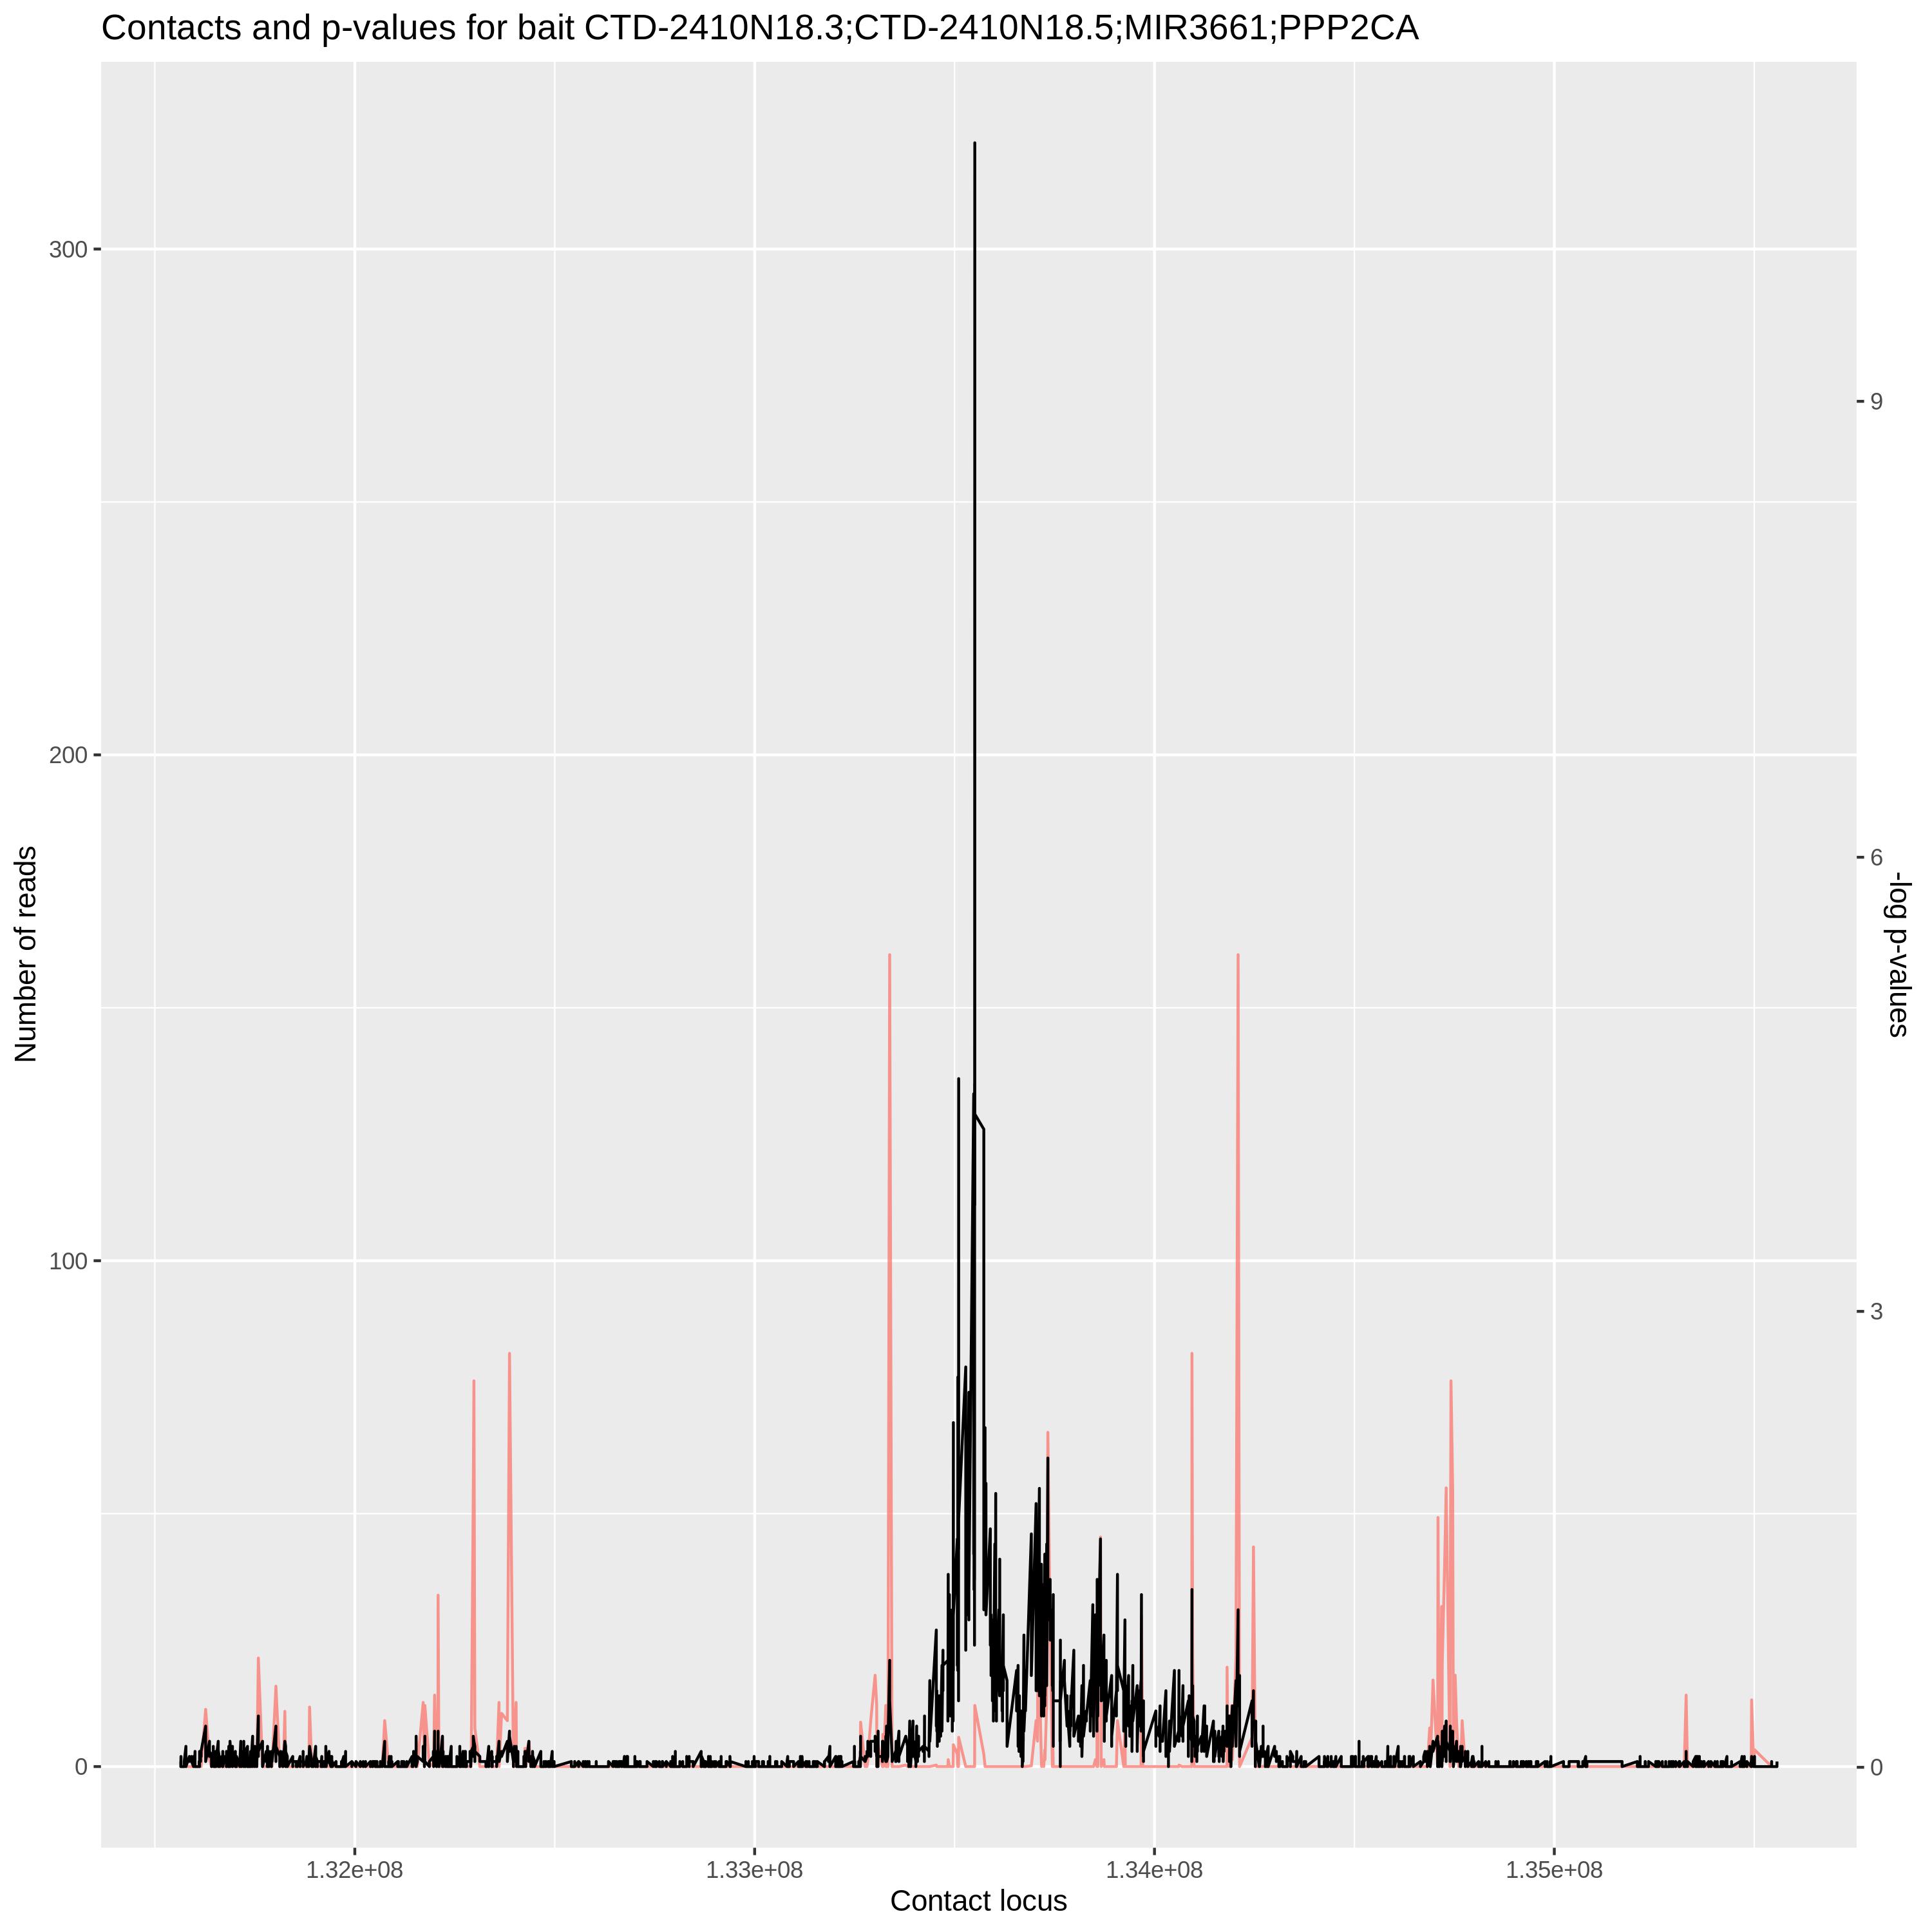 Contacts and p-values for bait CTD-2410N18.3;CTD-2410N18.5;MIR3661;PPP2CA
300
200
100
0
Number of reads
9
6
3
0
-log p-values
1.32e+08
1.33e+08
1.34e+08
1.35e+08
Contact locus